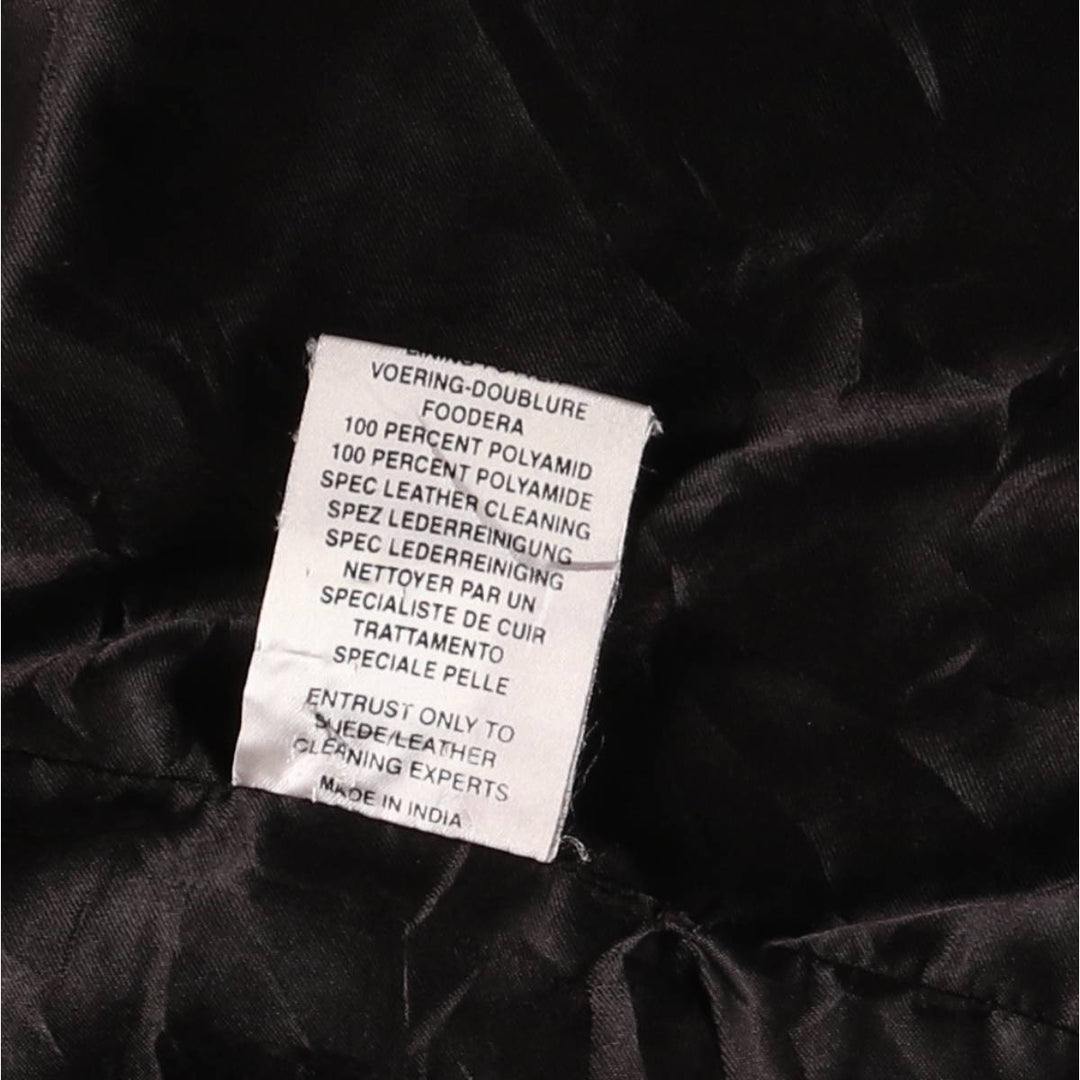 VOERING-DOUBLURE
FOODERA
100 PERCENT POLYAMID
100 PERCENT POLYAMIDE
SPEC LEATHER CLEANING
SPEZ LEDERREINIGUNG
SPEC LEDERREINIGING
NETTOYER PAR UN
SPECIALISTE DE CUIR
TRATTAMENTO
SPECIALE PELLE
ENTRUST ONLY TO
SUEDE/LEATHER
CLEANING EXPERTS
MADE IN INDIA